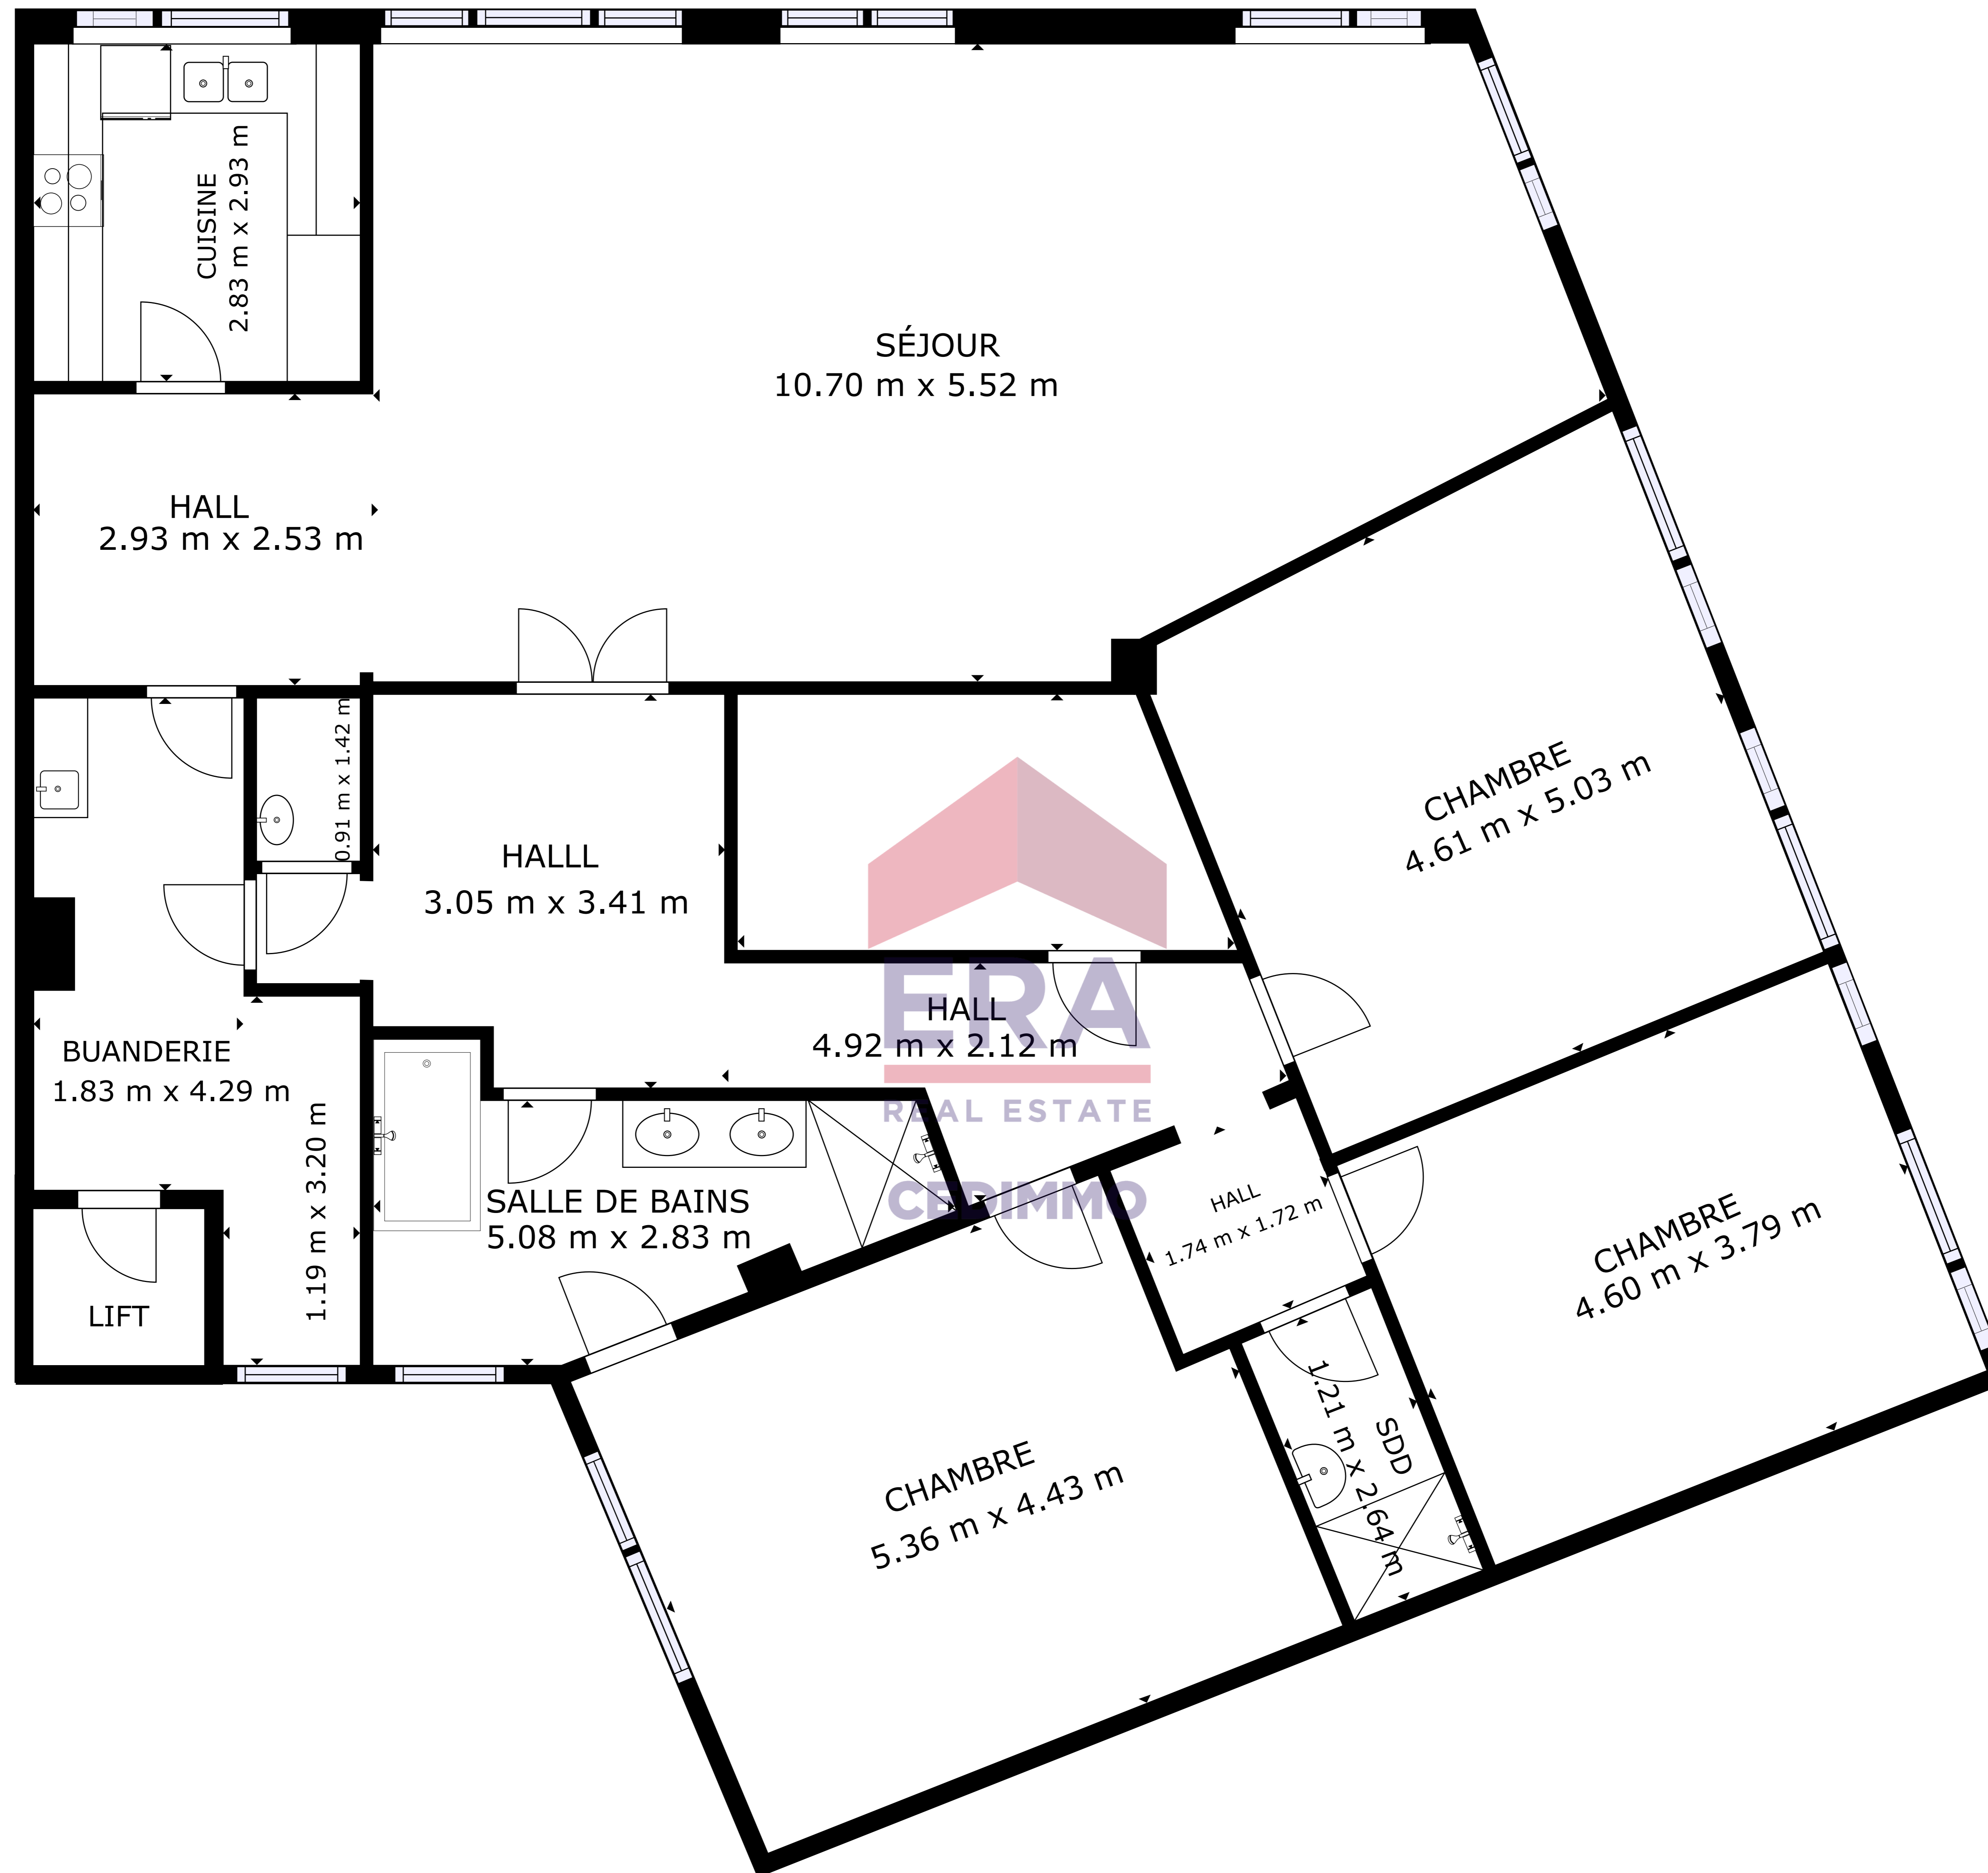 CUISINE
2.83 m x 2.93 m
SÉJOUR
10.70 m x 5.52 m
HALL
2.93 m x 2.53 m
0.91 m x 1.42 m
HALLL
3.05 m x 3.41 m
CHAMBRE
4.61 m x 5.03 m
ERA
HALL
4.92 m x 2.12 m
REAL ESTATE
CEDIMMO
BUANDERIE
1.83 m x 4.29 m
1.19 m x 3.20 m
SALLE DE BAINS
5.08 m x 2.83 m
HALL
1.74 m x 1.72 m
CHAMBRE
4.60 m x 3.79 m
LIFT
SDD
1.21 m x 2.64 m
CHAMBRE
5.36 m x 4.43 m